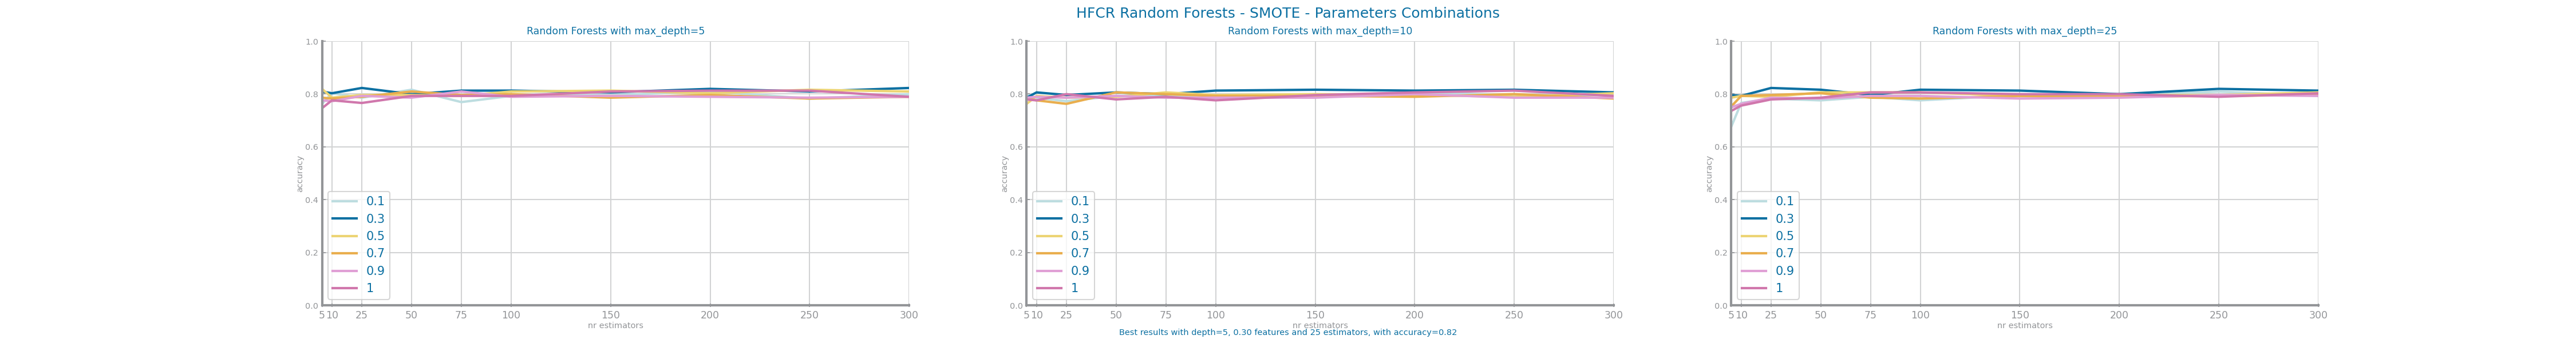 HFCR Random Forests - SMOTE - Parameters Combinations
Random Forests with max_depth=5
1.0
0.8
0.6
0.4
0.2
0.0
accuracy
0.1
0.3
0.5
0.7
0.9
1
5 10 25 50 75 100 150 200 250 300
nr estimators
Random Forests with max_depth=10
1.0
0.8
0.6
0.4
0.2
0.0
accuracy
0.1
0.3
0.5
0.7
0.9
1
5 10 25 50 75 100 150 200 250 300
nr estimators
Random Forests with max_depth=25
1.0
0.8
0.6
0.4
0.2
0.0
accuracy
0.1
0.3
0.5
0.7
0.9
1
5 10 25 50 75 100 150 200 250 300
nr estimators
Best results with depth=5, 0.30 features and 25 estimators, with accuracy=0.82